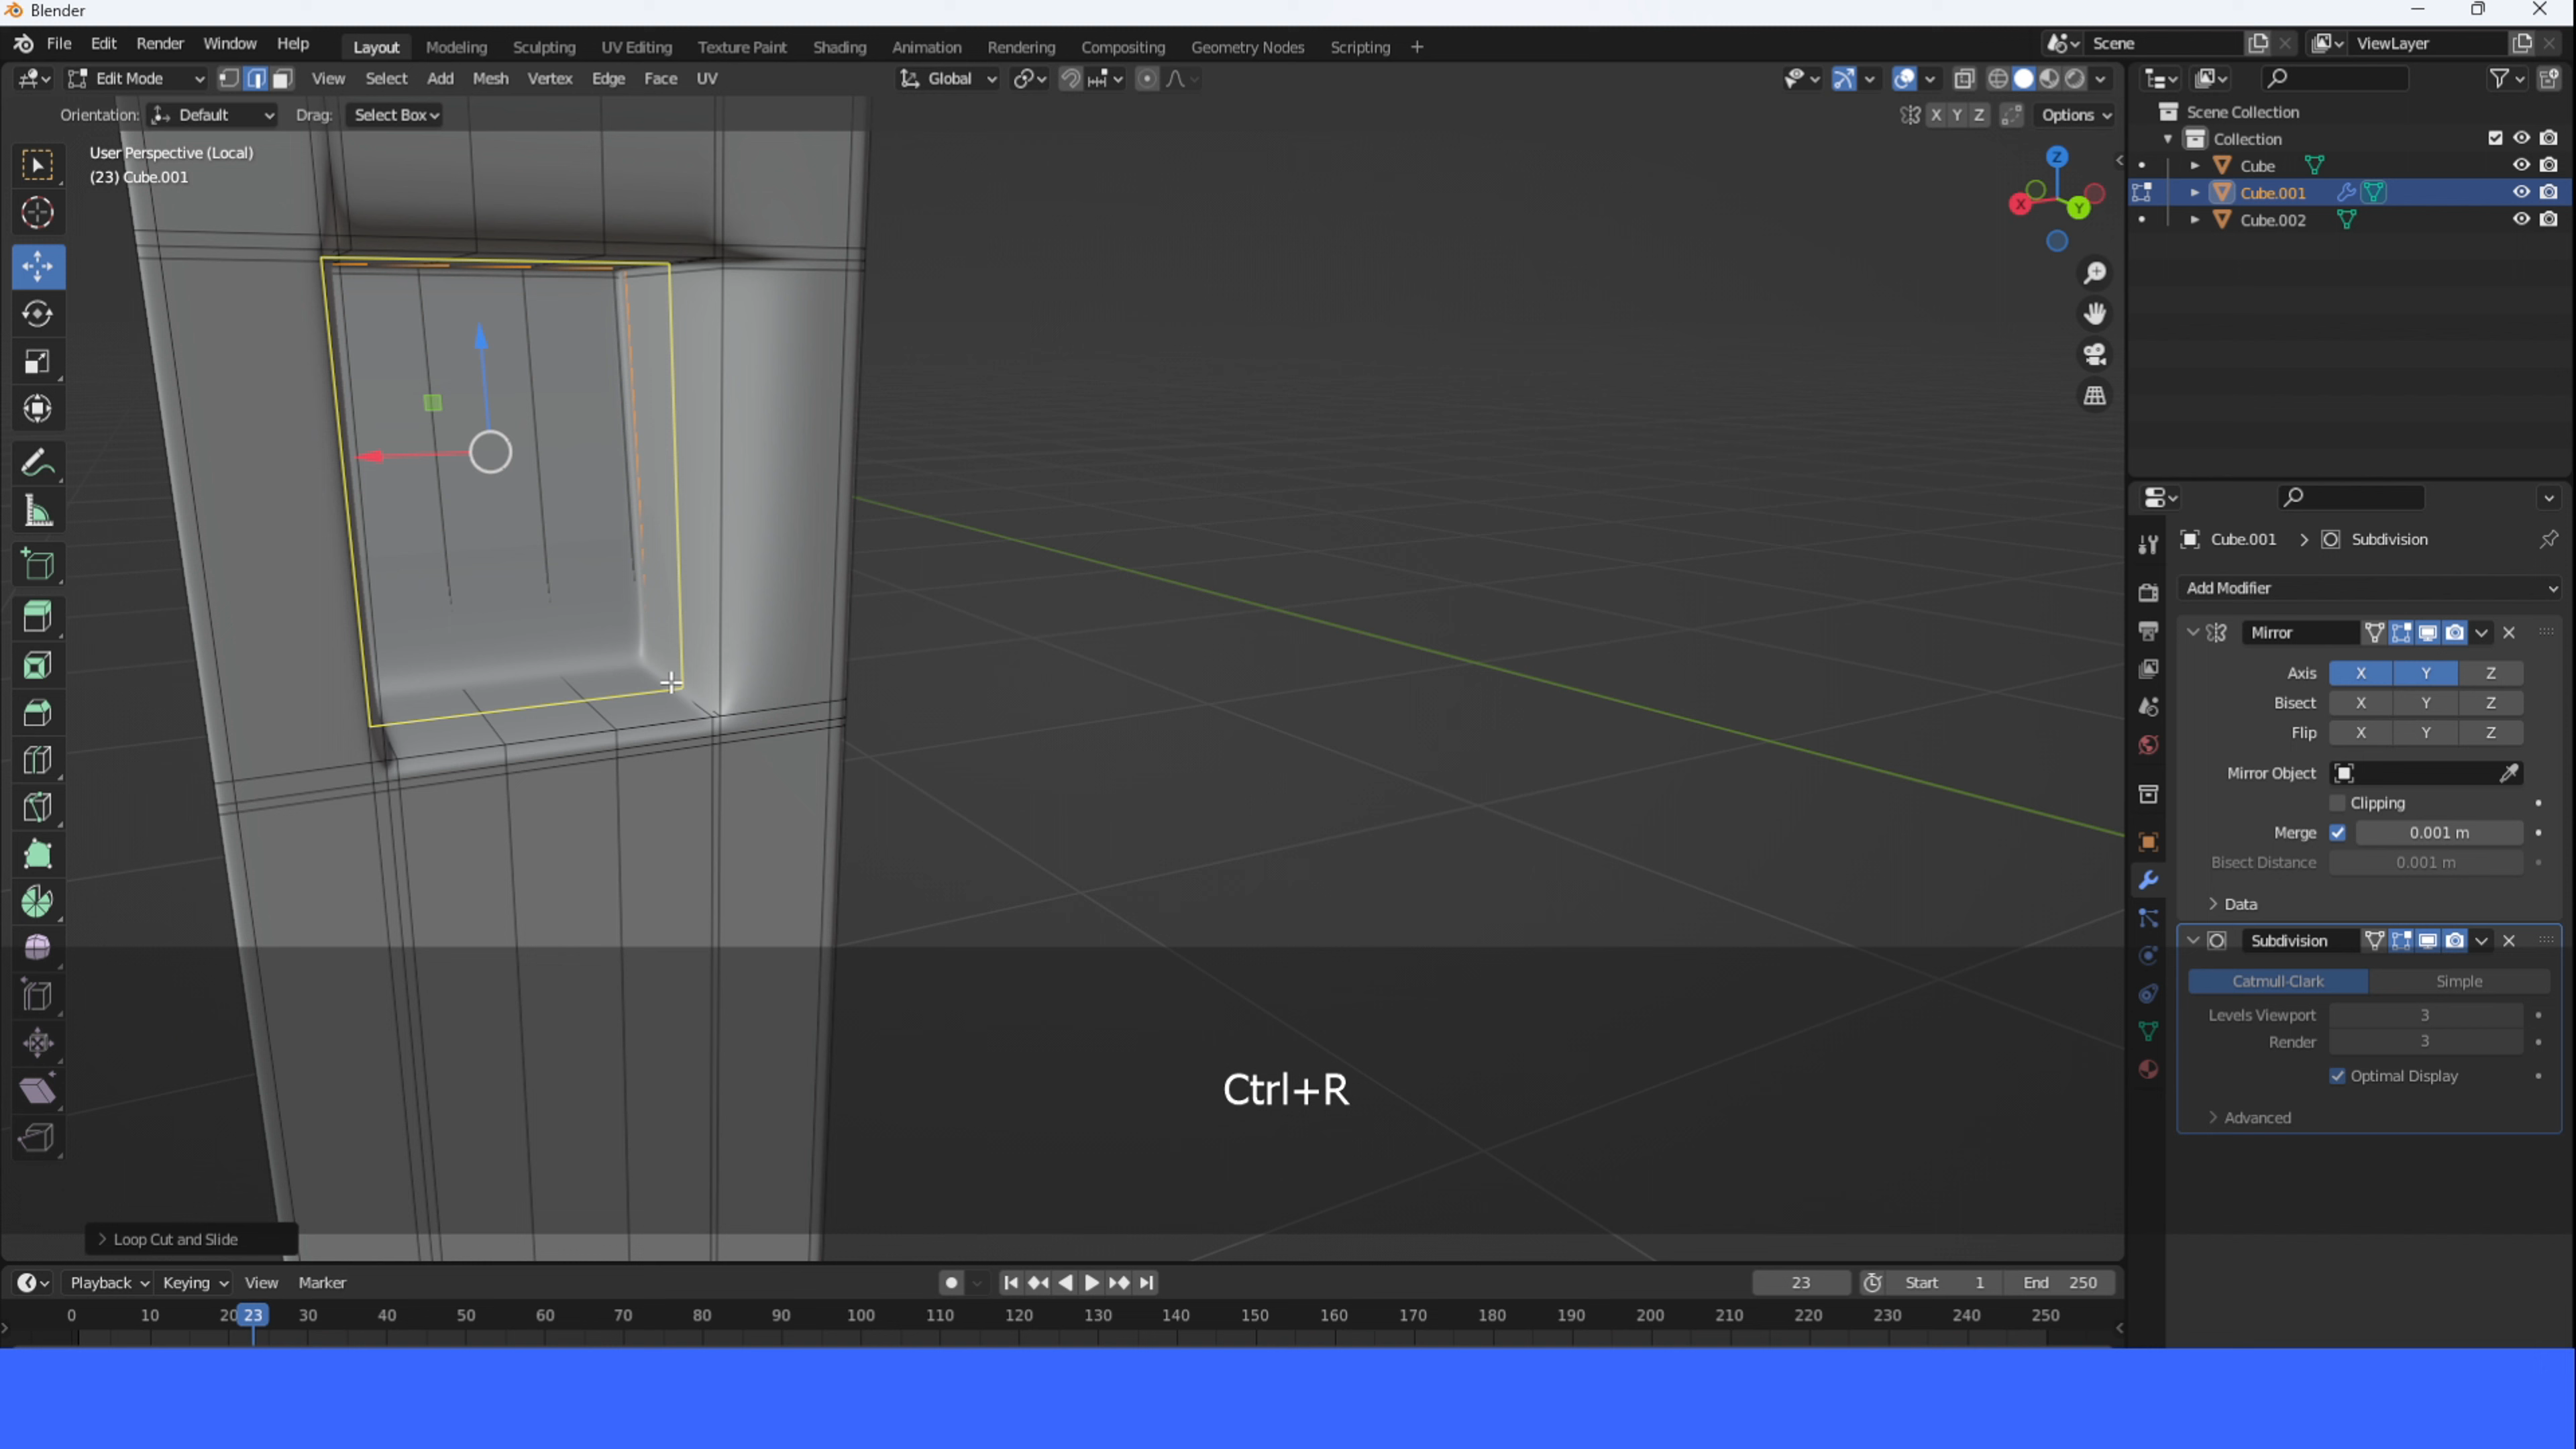 Blender
File Edit Render Window Help Layout Modeling Sculpting UV Editing Texture Paint Shading Animation Rendering Compositing Geometry Nodes Scripting + Scene ViewLayer
Edit Mode View Select Add Mesh Vertex Edge Face UV Global
Orientation: Default Drag: Select Box X Y Z Options
User Perspective (Local)
(23) Cube.001
Z
X
Y
Scene Collection
Collection
Cube
Cube.001
Cube.002
Cube.001 > Subdivision
Add Modifier
Mirror
Axis X Y Z
Bisect X Y Z
Flip X Y Z
Mirror Object
Clipping
Merge 0.001 m
Bisect Distance 0.001 m
> Data
Subdivision
Catmull-Clark Simple
Levels Viewport 3
Render 3
Optimal Display
> Advanced
Ctrl+R
> Loop Cut and Slide
Playback Keying View Marker 23 Start 1 End 250
0 10 20 23 30 40 50 60 70 80 90 100 110 120 130 140 150 160 170 180 190 200 210 220 230 240 250